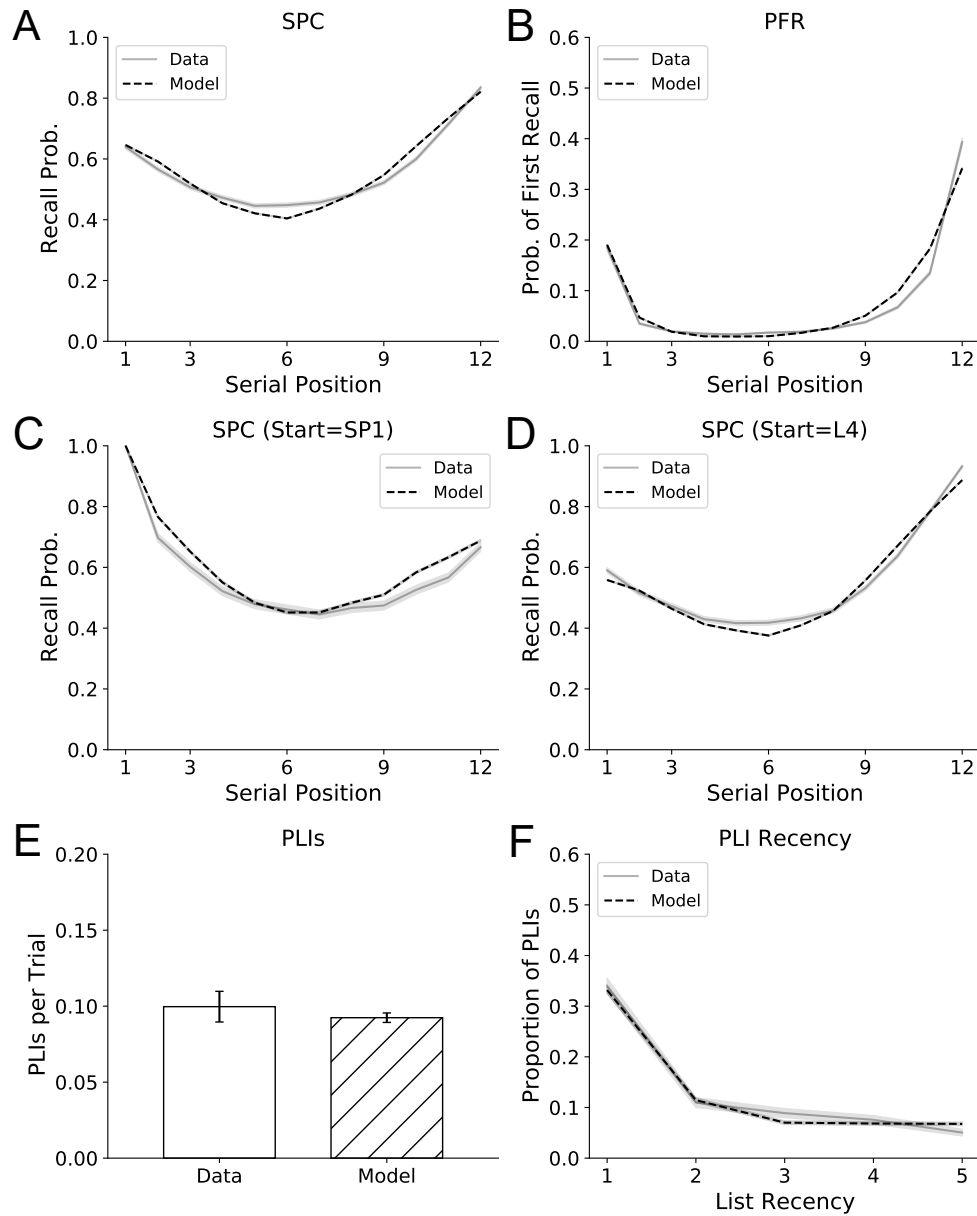 A
SPC
Data
Model
1.0
0.8
0.6
0.4
0.2
0.0
Recall Prob.
1 3 6 9 12
Serial Position
B
PFR
Data
Model
0.6
0.5
0.4
0.3
0.2
0.1
0.0
Prob. of First Recall
1 3 6 9 12
Serial Position
C
SPC (Start=SP1)
Data
Model
1.0
0.8
0.6
0.4
0.2
0.0
Recall Prob.
1 3 6 9 12
Serial Position
D
SPC (Start=L4)
Data
Model
1.0
0.8
0.6
0.4
0.2
0.0
Recall Prob.
1 3 6 9 12
Serial Position
E
PLIs
0.20
0.15
0.10
0.05
0.00
PLIs per Trial
Data Model
F
PLI Recency
Data
Model
0.6
0.5
0.4
0.3
0.2
0.1
0.0
Proportion of PLIs
1 2 3 4 5
List Recency